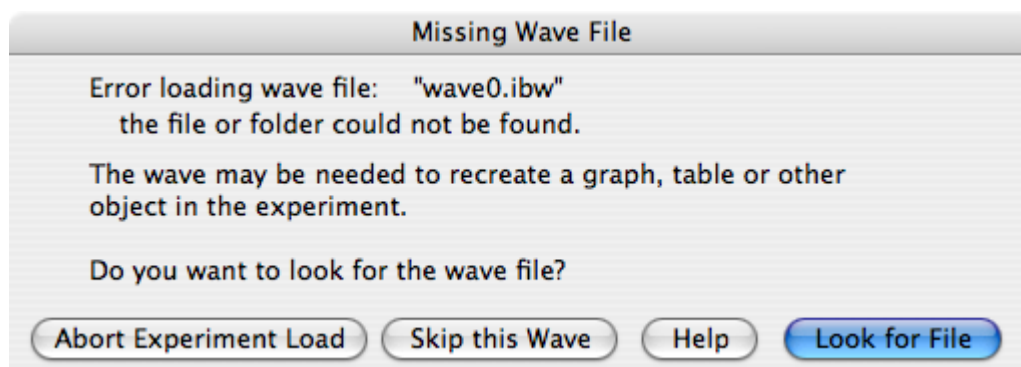 Missing Wave File
Error loading wave file: "wave0.ibw"
the file or folder could not be found.
The wave may be needed to recreate a graph, table or other
object in the experiment.
Do you want to look for the wave file?
Abort Experiment Load Skip this Wave Help Look for File